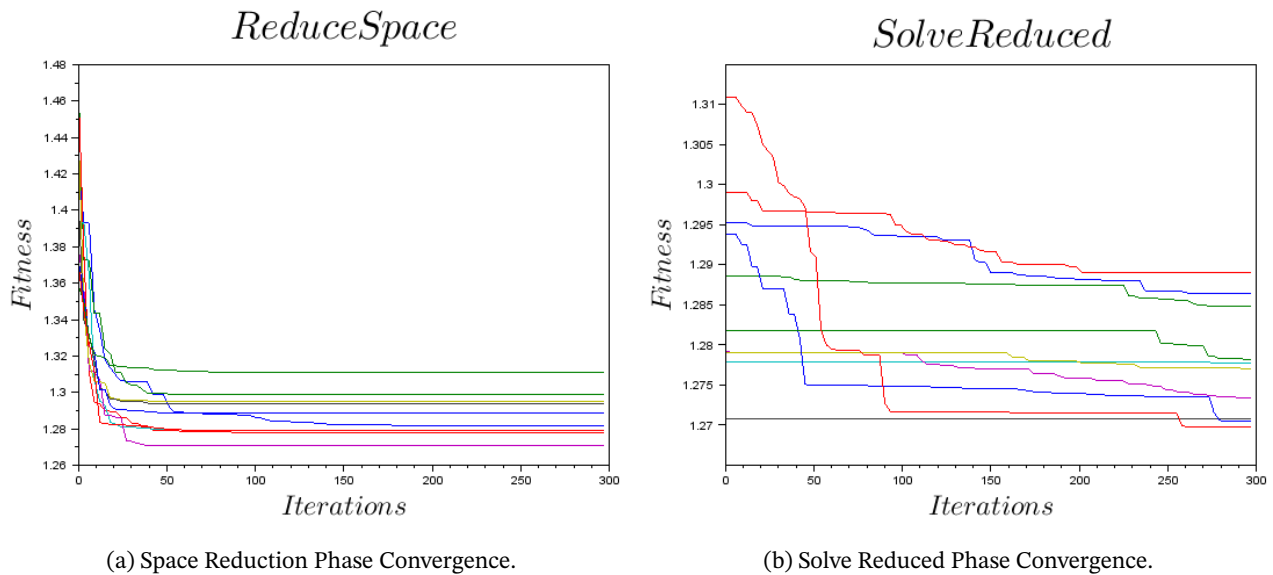 ReduceSpace
1.48
1.46
1.44
1.42
1.4
1.38
1.36
1.34
1.32
1.3
1.28
1.26
Fitness
0 50 100 150 200 250 300
Iterations
(a) Space Reduction Phase Convergence.
SolveReduced
1.31
1.305
1.3
1.295
1.29
1.285
1.28
1.275
1.27
Fitness
0 50 100 150 200 250 300
Iterations
(b) Solve Reduced Phase Convergence.